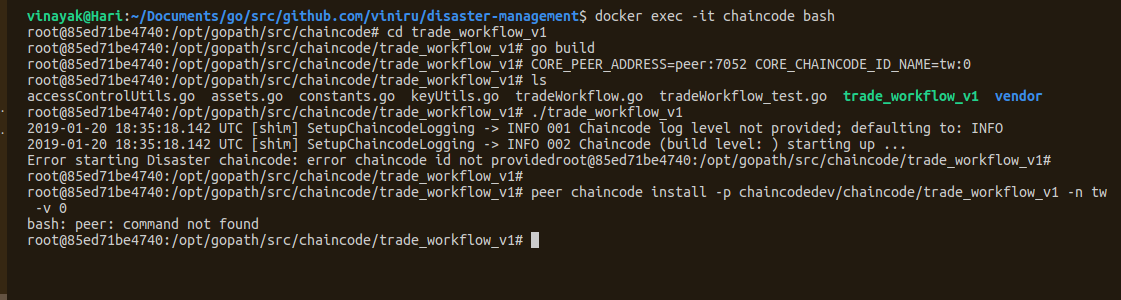 vinayak@Hari:~/Documents/go/src/github.com/viniru/disaster-management$ docker exec -it chaincode bash
root@85ed71be4740:/opt/gopath/src/chaincode# cd trade_workflow_v1
root@85ed71be4740:/opt/gopath/src/chaincode/trade_workflow_v1# go build
root@85ed71be4740:/opt/gopath/src/chaincode/trade_workflow_v1# CORE_PEER_ADDRESS=peer:7052 CORE_CHAINCODE_ID_NAME=tw:0
root@85ed71be4740:/opt/gopath/src/chaincode/trade_workflow_v1# ls
accessControlUtils.go  assets.go  constants.go  keyUtils.go  tradeWorkflow.go  tradeWorkflow_test.go  trade_workflow_v1  vendor
root@85ed71be4740:/opt/gopath/src/chaincode/trade_workflow_v1# ./trade_workflow_v1
2019-01-20 18:35:18.142 UTC [shim] SetupChaincodeLogging -> INFO 001 Chaincode log level not provided; defaulting to: INFO
2019-01-20 18:35:18.142 UTC [shim] SetupChaincodeLogging -> INFO 002 Chaincode (build level: ) starting up ...
Error starting Disaster chaincode: error chaincode id not providedroot@85ed71be4740:/opt/gopath/src/chaincode/trade_workflow_v1#
root@85ed71be4740:/opt/gopath/src/chaincode/trade_workflow_v1#
root@85ed71be4740:/opt/gopath/src/chaincode/trade_workflow_v1# peer chaincode install -p chaincodedev/chaincode/trade_workflow_v1 -n tw
 -v 0
bash: peer: command not found
root@85ed71be4740:/opt/gopath/src/chaincode/trade_workflow_v1#